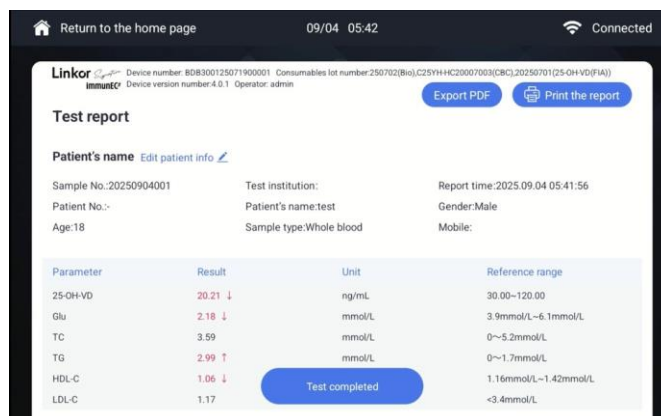 Return to the home page 09/04 05:42 Connected
Linkor Device number: BDB300125071900001 Consumables lot number:250702(Bio),C25YH-HC20007003(CBC),20250701(25-OH-VD(FIA))
immunEC² Device version number:4.0.1 Operator: admin
Export PDF Print the report
Test report
Patient's name Edit patient info
Sample No.:20250904001 Test institution: Report time:2025.09.04 05:41:56
Patient No.:- Patient's name:test Gender:Male
Age:18 Sample type:Whole blood Mobile:
Parameter Result Unit Reference range
25-OH-VD 20.21 ↓ ng/mL 30.00~120.00
Glu 2.18 ↓ mmol/L 3.9mmol/L~6.1mmol/L
TC 3.59 mmol/L 0~5.2mmol/L
TG 2.99 ↑ mmol/L 0~1.7mmol/L
HDL-C 1.06 ↓ 1.16mmol/L~1.42mmol/L
Test completed
LDL-C 1.17 <3.4mmol/L